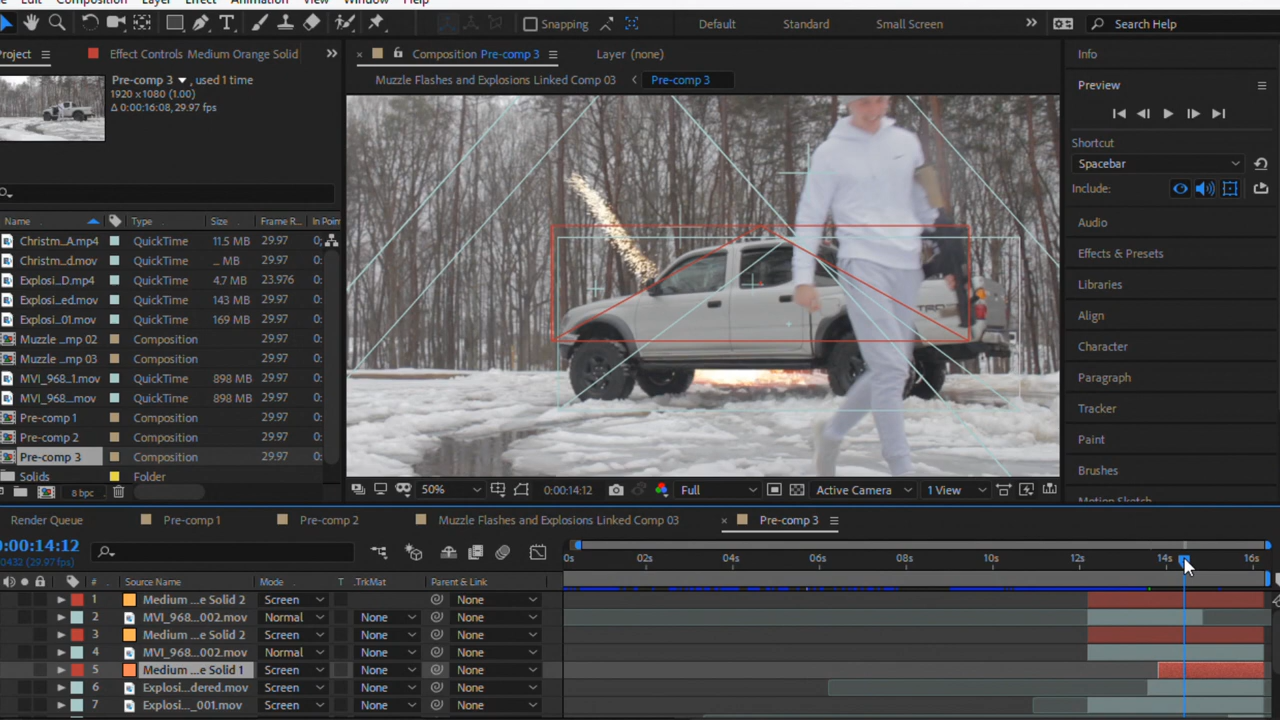 Composition Layer Effect Animation View Window Help
Snapping Default Standard Small Screen » Search Help
Project Effect Controls Medium Orange Solid » × Composition Pre-comp 3 Layer (none) Info
Pre-comp 3 , used 1 time
1920 x 1080 (1.00)
Δ 0:00:16:08, 29.97 fps
Muzzle Flashes and Explosions Linked Comp 03 Pre-comp 3
Preview
Shortcut
Spacebar
Include:
Audio
Effects & Presets
Libraries
Align
Character
Paragraph
Tracker
Paint
Brushes
Motion Sketch
Name Type Size Frame R... In Point
Christm...A.mp4 QuickTime 11.5 MB 29.97 0;
Christm...d.mov QuickTime ... MB 29.97 0:
Explosi...D.mp4 QuickTime 4.7 MB 23.976 0:
Explosi...ed.mov QuickTime 143 MB 29.97 0:
Explosi...01.mov QuickTime 169 MB 29.97 0:
Muzzle ...mp 02 Composition 29.97 0:
Muzzle ...mp 03 Composition 29.97 0:
MVI_968...1.mov QuickTime 898 MB 29.97 0:
MVI_968....mov QuickTime 898 MB 29.97 0:
Pre-comp 1 Composition 29.97 0:
Pre-comp 2 Composition 29.97 0:
Pre-comp 3 Composition 29.97 0:
Solids Folder
8 bpc 50% 0:00:14:12 Full Active Camera 1 View
TRD
Render Queue Pre-comp 1 Pre-comp 2 Muzzle Flashes and Explosions Linked Comp 03 × Pre-comp 3
0:00:14:12
0432 (29.97 fps)
0s 02s 04s 06s 08s 10s 12s 14s 16s
# Source Name Mode T .TrkMat Parent & Link
1 Medium ...e Solid 2 Screen None
2 MVI_968...002.mov Normal None None
3 Medium ...e Solid 2 Screen None None
4 MVI_968...002.mov Normal None None
5 Medium ...e Solid 1 Screen None None
6 Explosi...dered.mov Screen None None
7 Explosi..._001.mov Screen None None